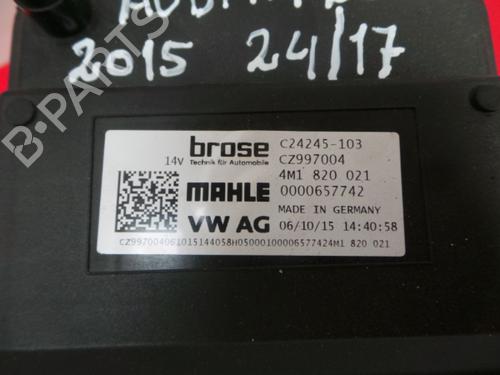 2015 24/17
brose C24245-103
14V Technik für Automobile CZ997004
4M1 820 021
MAHLE 0000657742
MADE IN GERMANY
VW AG 06/10/15 14:40:58
CZ997004061015144058H05000100006577424M1 820 021
B-PARTS